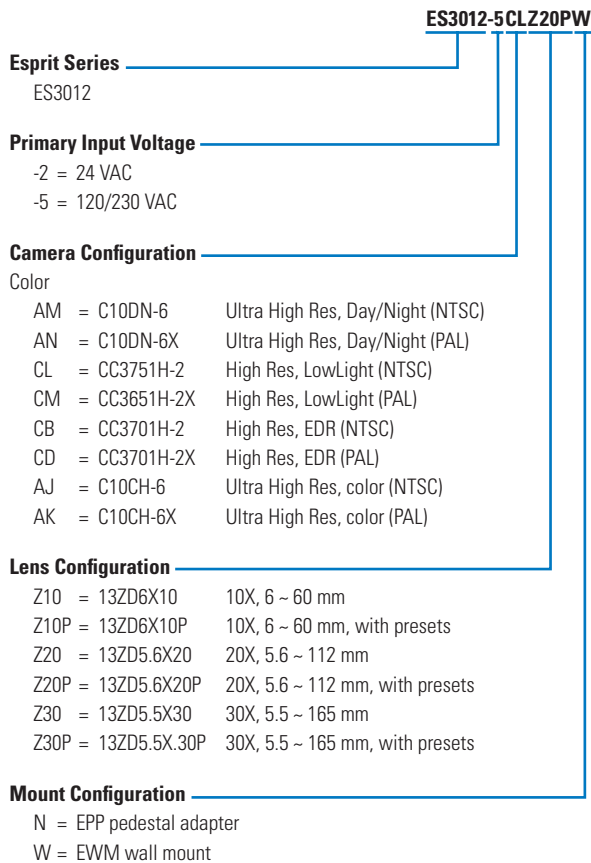 ES3012-5CLZ20PW
Esprit Series
ES3012
Primary Input Voltage
-2 = 24 VAC
-5 = 120/230 VAC
Camera Configuration
Color
AM = C10DN-6 Ultra High Res, Day/Night (NTSC)
AN = C10DN-6X Ultra High Res, Day/Night (PAL)
CL = CC3751H-2 High Res, LowLight (NTSC)
CM = CC3651H-2X High Res, LowLight (PAL)
CB = CC3701H-2 High Res, EDR (NTSC)
CD = CC3701H-2X High Res, EDR (PAL)
AJ = C10CH-6 Ultra High Res, color (NTSC)
AK = C10CH-6X Ultra High Res, color (PAL)
Lens Configuration
Z10 = 13ZD6X10 10X, 6 ~ 60 mm
Z10P = 13ZD6X10P 10X, 6 ~ 60 mm, with presets
Z20 = 13ZD5.6X20 20X, 5.6 ~ 112 mm
Z20P = 13ZD5.6X20P 20X, 5.6 ~ 112 mm, with presets
Z30 = 13ZD5.5X30 30X, 5.5 ~ 165 mm
Z30P = 13ZD5.5X.30P 30X, 5.5 ~ 165 mm, with presets
Mount Configuration
N = EPP pedestal adapter
W = EWM wall mount